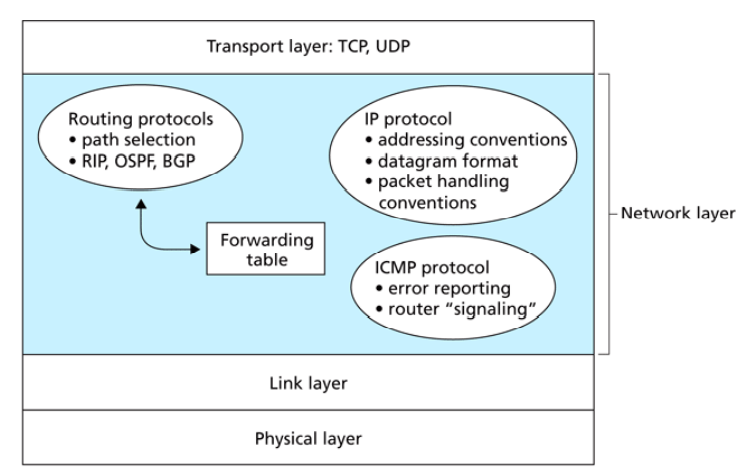 Transport layer: TCP, UDP
Routing protocols
• path selection
• RIP, OSPF, BGP
IP protocol
• addressing conventions
• datagram format
• packet handling
conventions
Network layer
Forwarding
table
ICMP protocol
• error reporting
• router “signaling”
Link layer
Physical layer